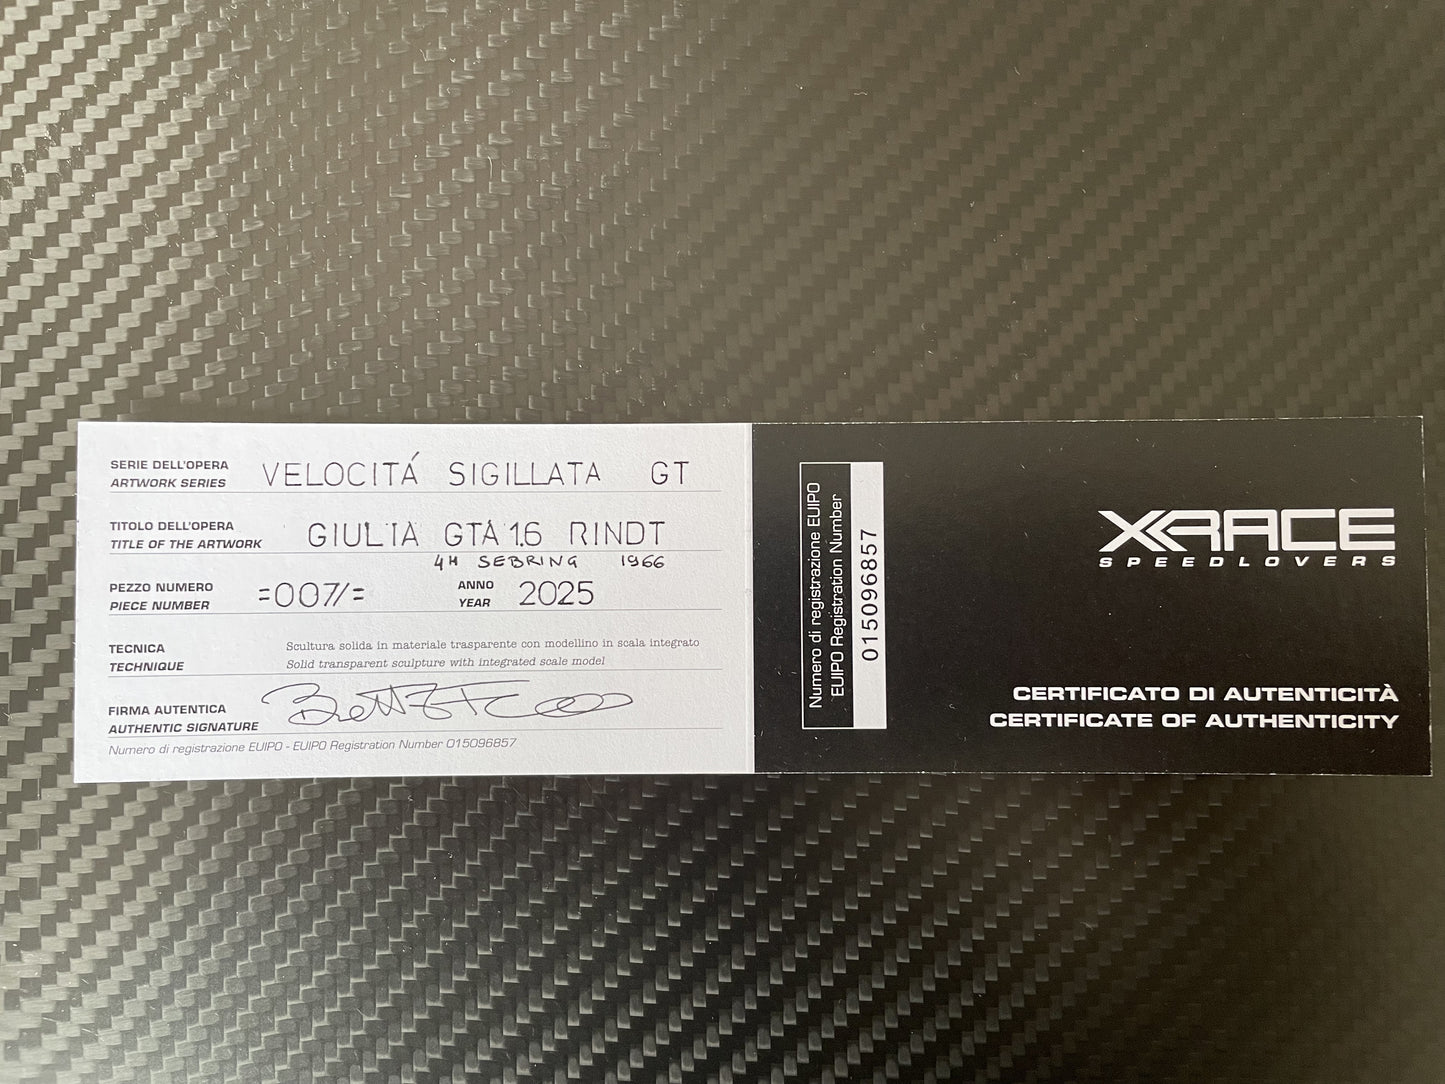 SERIE DELL'OPERA
ARTWORK SERIES
VELOCITÁ SIGILLATA GT
TITOLO DELL'OPERA
TITLE OF THE ARTWORK
GIULIA GTA 1.6 RINDT
4H SEBRING 1966
PEZZO NUMERO
PIECE NUMBER
=007/=
ANNO
YEAR
2025
TECNICA
TECHNIQUE
Scultura solida in materiale trasparente con modellino in scala integrato
Solid transparent sculpture with integrated scale model
FIRMA AUTENTICA
AUTHENTIC SIGNATURE
Numero di registrazione EUIPO - EUIPO Registration Number 015096857
Numero di registrazione EUIPO
EUIPO Registration Number
015096857
XRACE
SPEEDLOVERS
CERTIFICATO DI AUTENTICITÀ
CERTIFICATE OF AUTHENTICITY